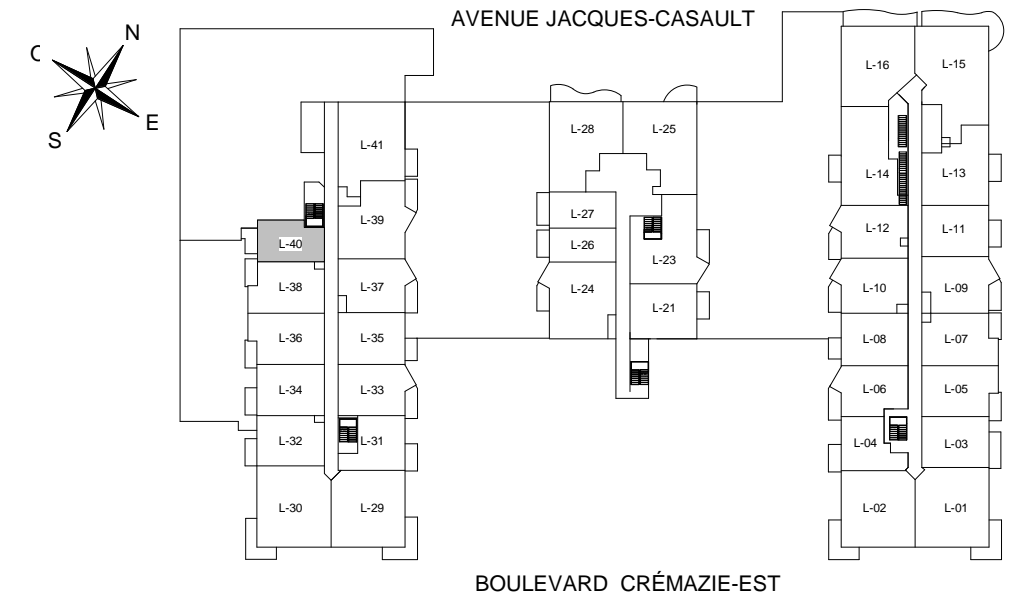 AVENUE JACQUES-CASAULT
N
E
S
L-41
L-39
L-40
L-38
L-37
L-36
L-35
L-34
L-33
L-32
L-31
L-30
L-29
L-28
L-25
L-27
L-26
L-23
L-24
L-21
L-16
L-15
L-14
L-13
L-12
L-11
L-10
L-09
L-08
L-07
L-06
L-05
L-04
L-03
L-02
L-01
BOULEVARD CRÉMAZIE-EST